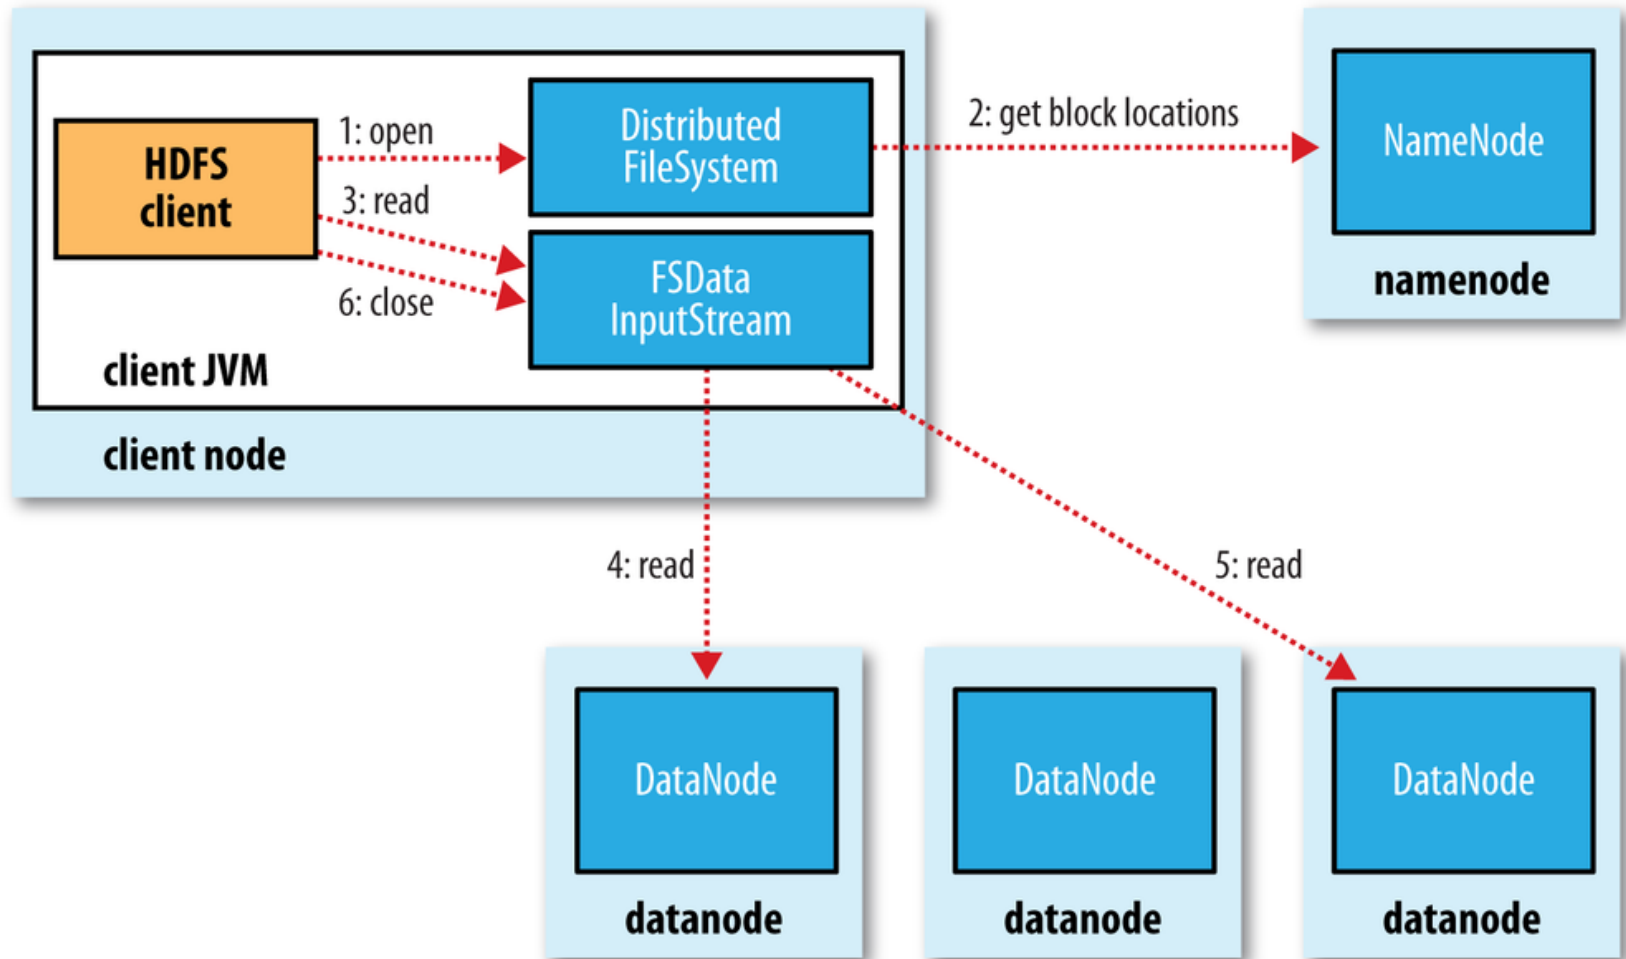 HDFS
client
1: open
3: read
6: close
Distributed
FileSystem
FSData
InputStream
client JVM
client node
2: get block locations
NameNode
namenode
4: read
5: read
DataNode
datanode
DataNode
datanode
DataNode
datanode